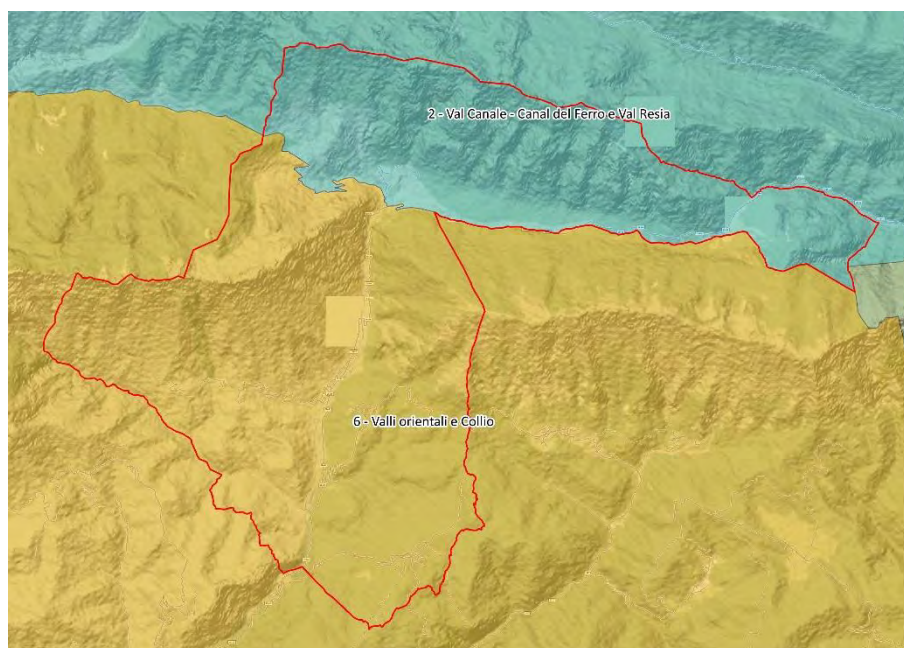 2 - Val Canale - Canal del Ferro e Val Resia
6 - Valli orientali e Collio